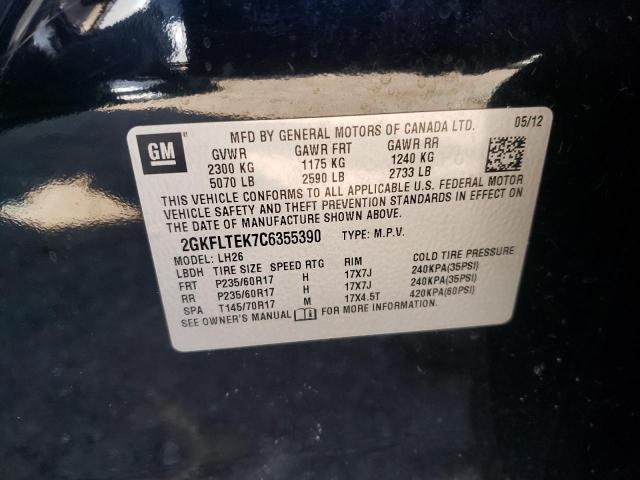 GM
MFD BY GENERAL MOTORS OF CANADA LTD. 05/12
GVWR GAWR FRT GAWR RR
2300 KG 1175 KG 1240 KG
5070 LB 2590 LB 2733 LB
THIS VEHICLE CONFORMS TO ALL APPLICABLE U.S. FEDERAL MOTOR
VEHICLE SAFETY AND THEFT PREVENTION STANDARDS IN EFFECT ON
THE DATE OF MANUFACTURE SHOWN ABOVE.
2GKFLTEK7C6355390 TYPE: M.P.V.
MODEL: LH26
LBDH TIRE SIZE SPEED RTG RIM COLD TIRE PRESSURE
FRT P235/60R17 H 17X7J 240KPA(35PSI)
RR P235/60R17 H 17X7J 240KPA(35PSI)
SPA T145/70R17 M 17X4.5T 420KPA(60PSI)
SEE OWNER'S MANUAL FOR MORE INFORMATION.